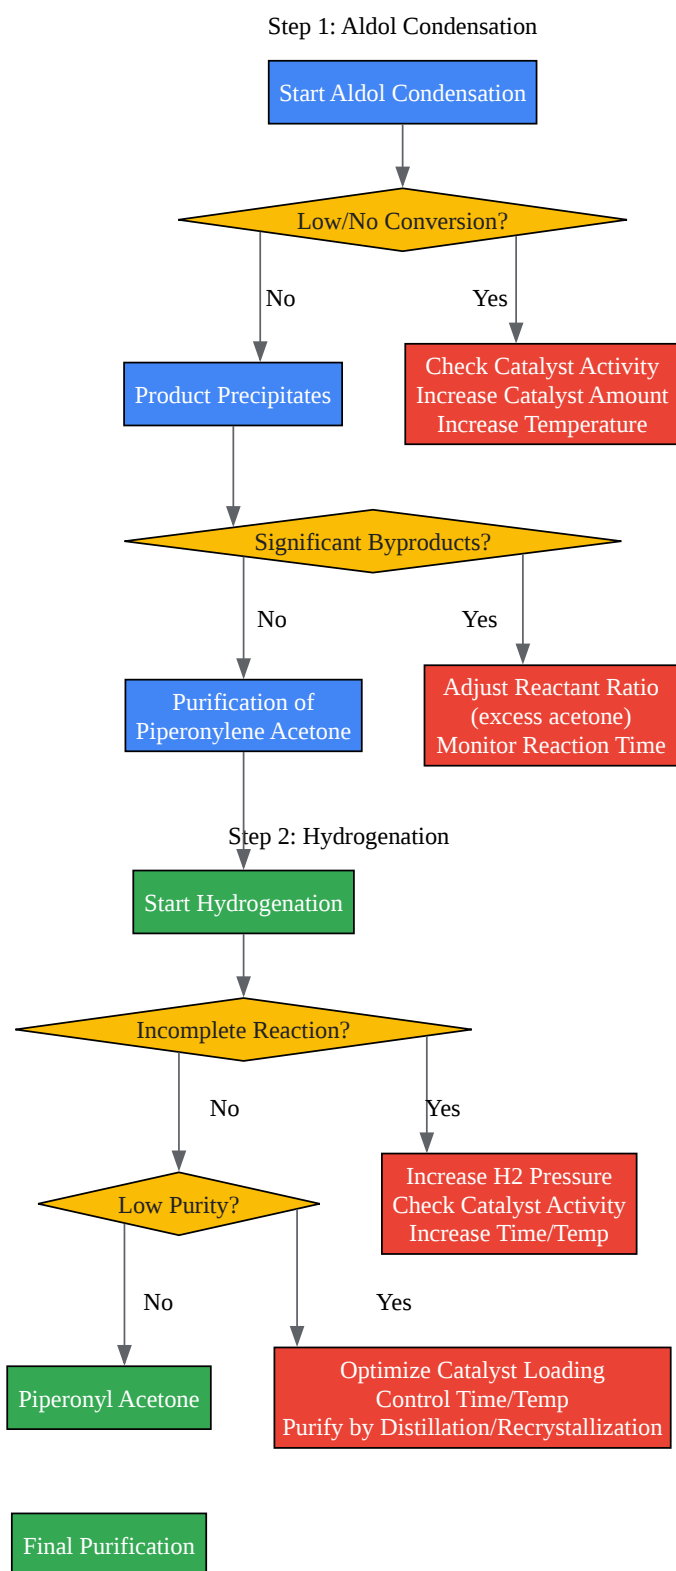 Step 1: Aldol Condensation
Start Aldol Condensation
Low/No Conversion?
No
Yes
Check Catalyst Activity
Increase Catalyst Amount
Increase Temperature
Product Precipitates
Significant Byproducts?
No
Yes
Purification of
Piperonylene Acetone
Adjust Reactant Ratio
(excess acetone)
Monitor Reaction Time
Step 2: Hydrogenation
Start Hydrogenation
Incomplete Reaction?
No
Yes
Increase H2 Pressure
Check Catalyst Activity
Increase Time/Temp
Low Purity?
No
Yes
Piperonyl Acetone
Optimize Catalyst Loading
Control Time/Temp
Purify by Distillation/Recrystallization
Final Purification